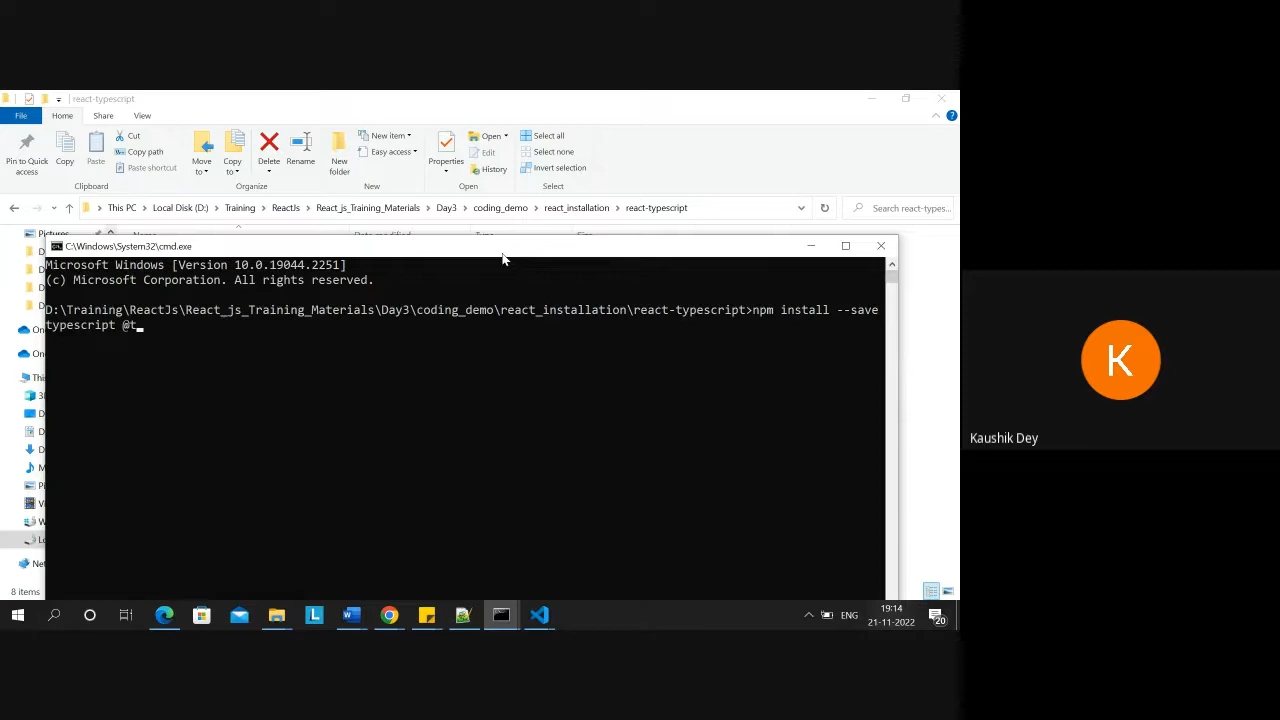 react-typescript
File Home Share View
Pin to Quick access
Copy
Paste
Cut
Copy path
Paste shortcut
Move to
Copy to
Delete
Rename
New folder
New item
Easy access
Properties
Open
Edit
History
Select all
Select none
Invert selection
Clipboard Organize New Open Select
This PC Local Disk (D:) Training ReactJs React_js_Training_Materials Day3 coding_demo react_installation react-typescript
Search react-types...
C:\Windows\System32\cmd.exe
Microsoft Windows [Version 10.0.19044.2251]
(c) Microsoft Corporation. All rights reserved.
D:\Training\ReactJs\React_js_Training_Materials\Day3\coding_demo\react_installation\react-typescript>npm install --save
typescript @t_
8 items
ENG
19:14
21-11-2022
20
K
Kaushik Dey